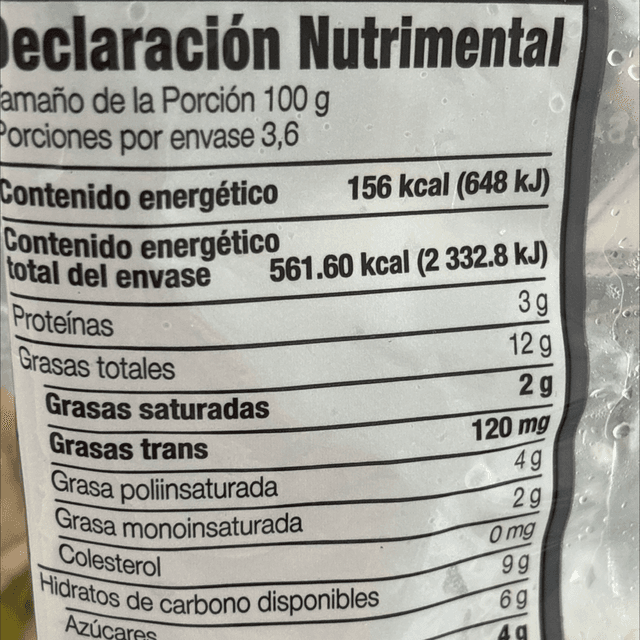 Declaración Nutrimental
Tamaño de la Porción 100 g
Porciones por envase 3,6
Contenido energético 156 kcal (648 kJ)
Contenido energético
total del envase 561.60 kcal (2 332.8 kJ)
Proteínas 3 g
Grasas totales 12 g
Grasas saturadas 2 g
Grasas trans 120 mg
Grasa poliinsaturada 4 g
Grasa monoinsaturada 2 g
Colesterol 0 mg
Hidratos de carbono disponibles 9 g
Azúcares 6 g
4 g